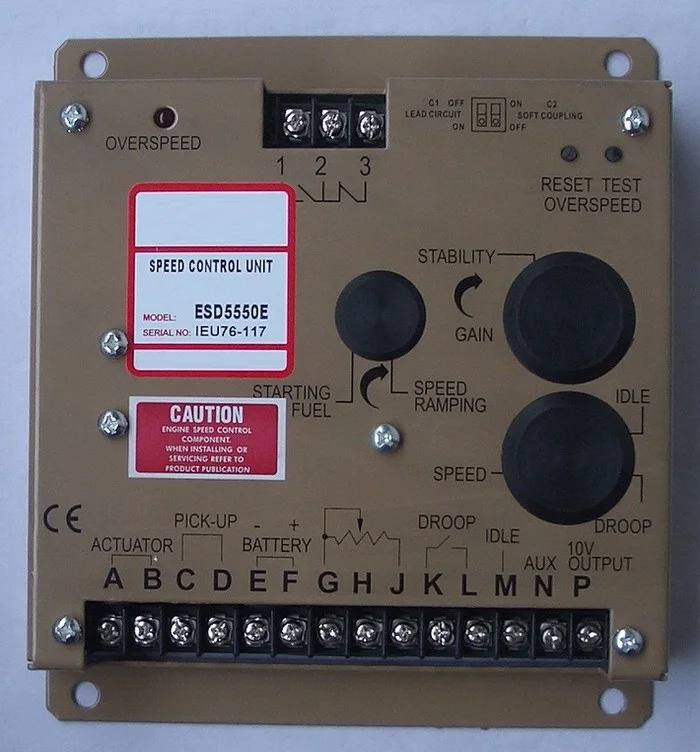 C1 OFF
LEAD CIRCUIT
ON
ON C2
SOFT COUPLING
OFF
OVERSPEED
1 2 3
RESET TEST
OVERSPEED
SPEED CONTROL UNIT
MODEL: ESD5550E
SERIAL NO: IEU76-117
STABILITY
GAIN
STARTING
FUEL
SPEED
RAMPING
IDLE
SPEED
DROOP
CAUTION
ENGINE SPEED CONTROL
COMPONENT.
WHEN INSTALLING OR
SERVICING REFER TO
PRODUCT PUBLICATION
CE
ACTUATOR
PICK-UP
- +
BATTERY
DROOP
IDLE
AUX
10V
OUTPUT
A B C D E F G H J K L M N P